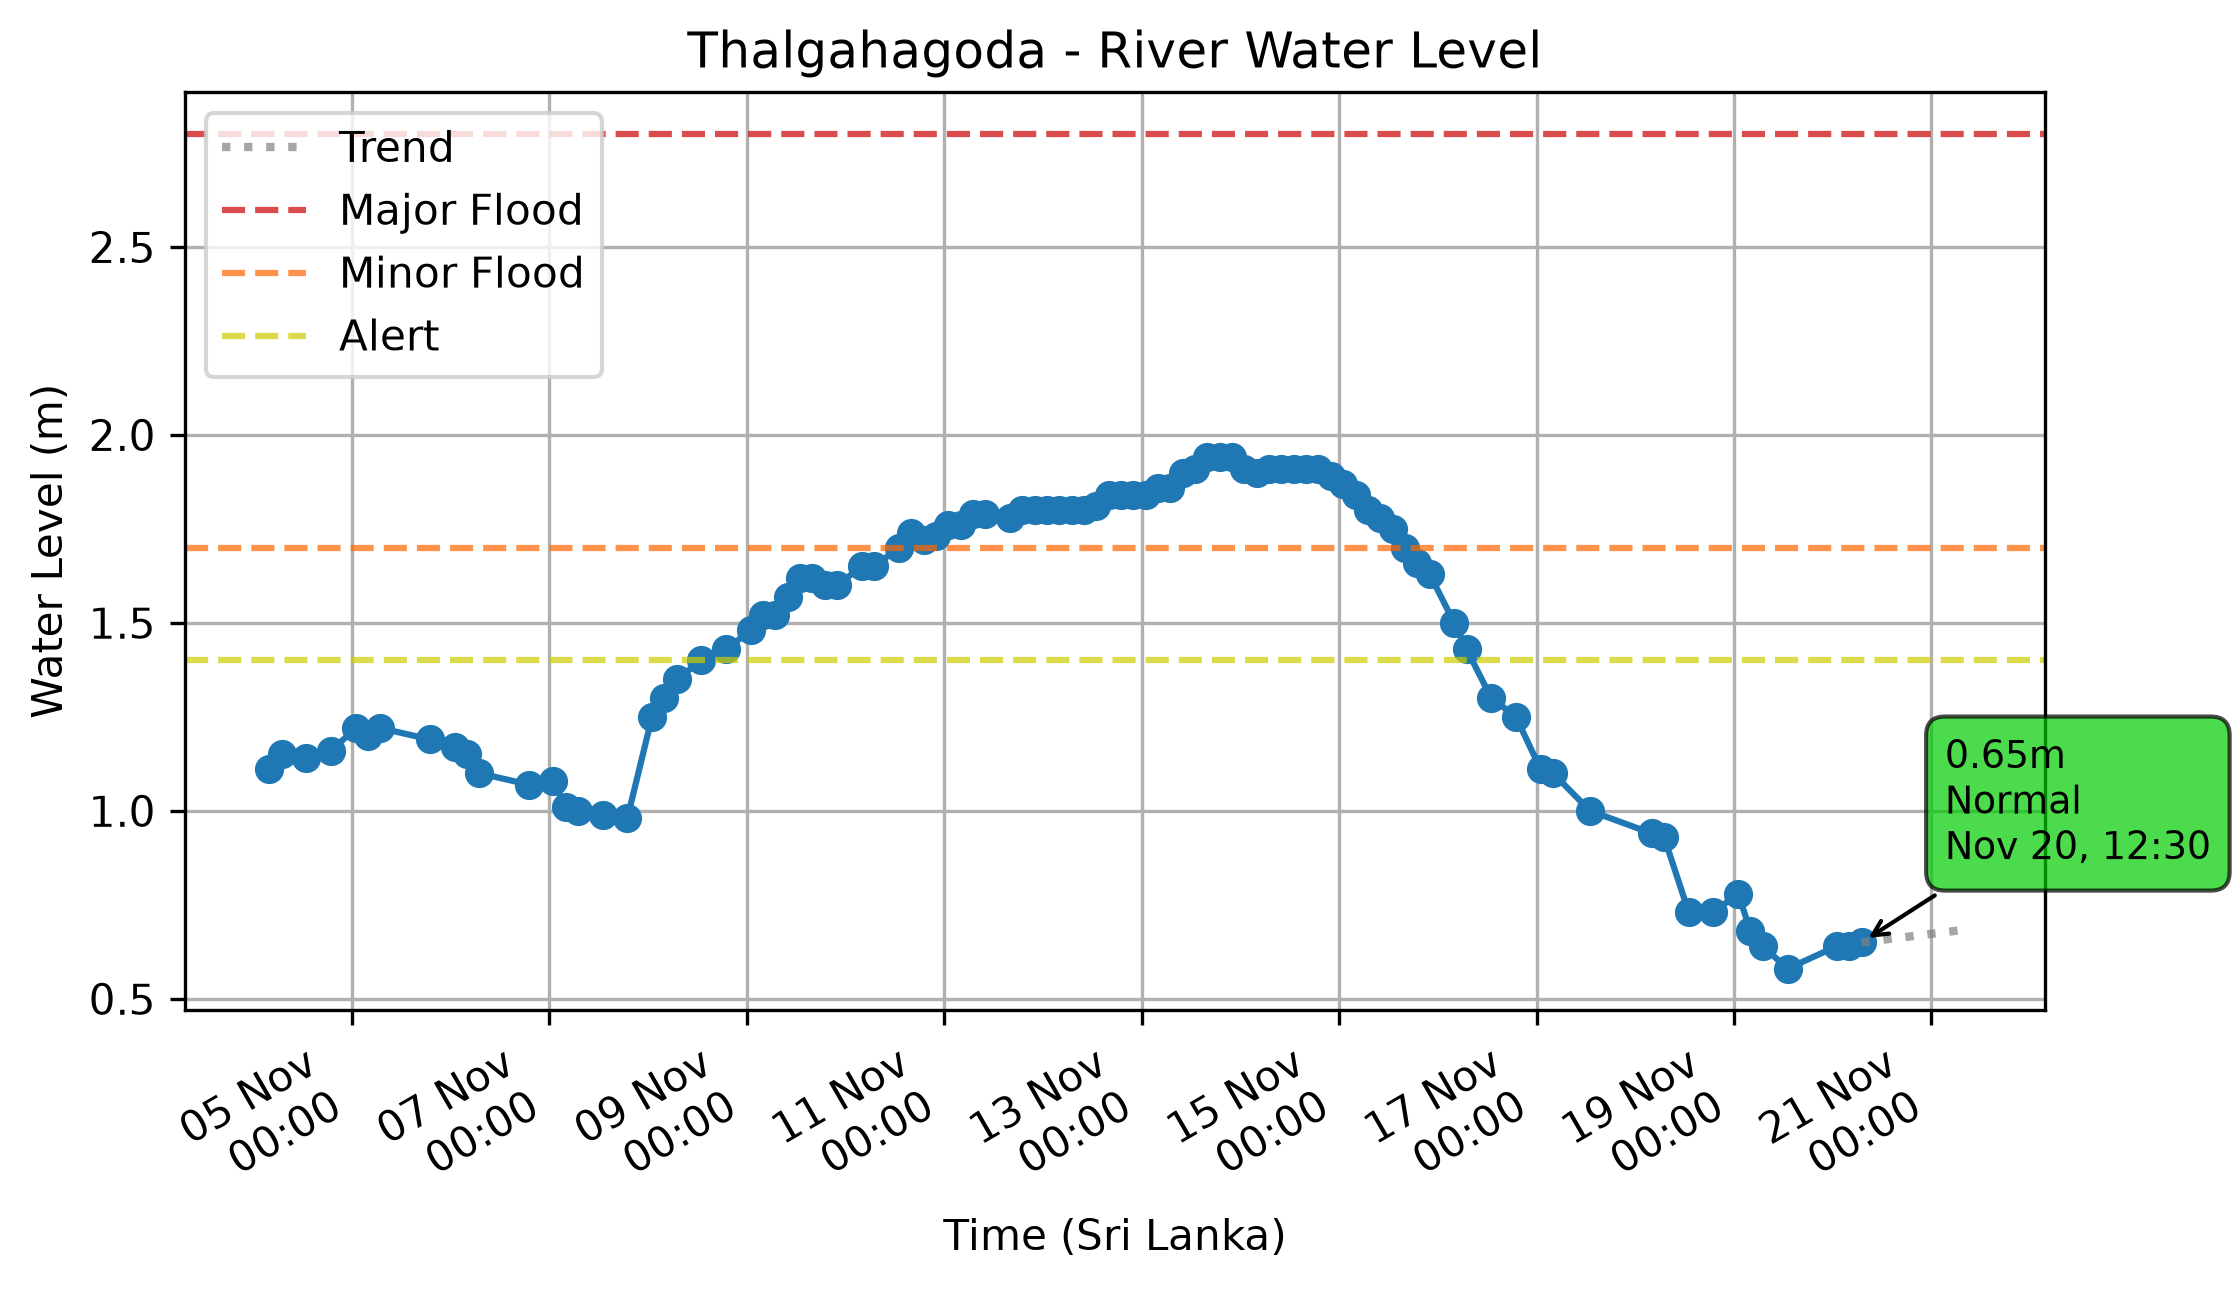 Thalgahagoda - River Water Level
Trend
Major Flood
Minor Flood
Alert
Water Level (m)
2.5
2.0
1.5
1.0
0.5
0.65m
Normal
Nov 20, 12:30
05 Nov
00:00
07 Nov
00:00
09 Nov
00:00
11 Nov
00:00
13 Nov
00:00
15 Nov
00:00
17 Nov
00:00
19 Nov
00:00
21 Nov
00:00
Time (Sri Lanka)